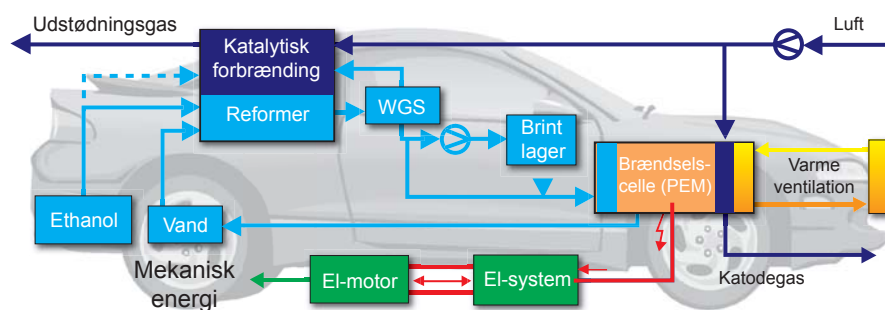 Udstødningsgas
Luft
Katalytisk
forbrænding
Reformer
WGS
Brint
lager
Brændsels-
celle (PEM)
Varme
ventilation
Ethanol
Vand
Mekanisk
energi
El-motor
El-system
Katodegas